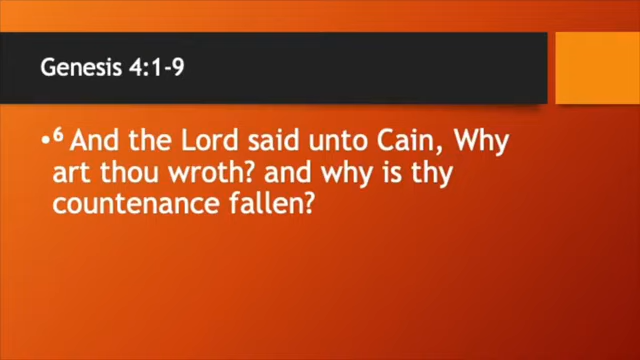 Genesis 4:1-9
•⁶ And the Lord said unto Cain, Why
art thou wroth? and why is thy
countenance fallen?